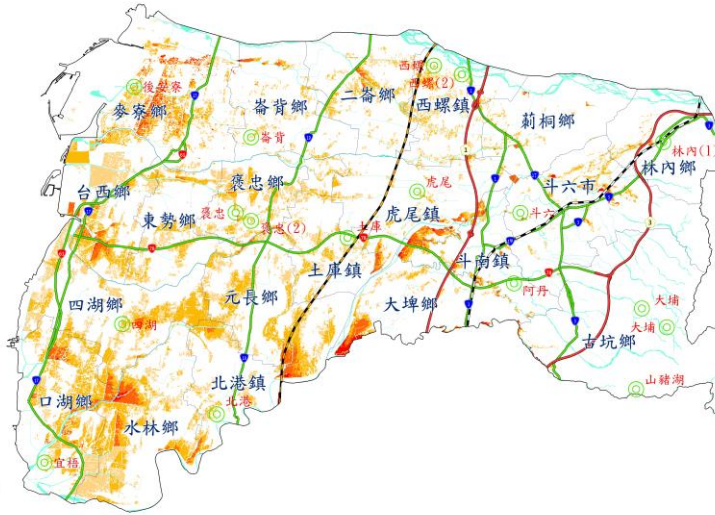 西螺
西螺(2)
二崙鄉
後安寮
麥寮鄉
崙背鄉
西螺鎮
莿桐鄉
崙背
林內(1)
林內鄉
1
褒忠鄉
台西鄉
虎尾
斗六市
東勢鄉
褒忠
褒忠(2)
虎尾鎮
斗六
3
土庫
土庫鎮
斗南鎮
四湖鄉
元長鄉
大埤鄉
阿丹
四湖
大埔
大埔
古坑鄉
北港鎮
山豬湖
口湖鄉
北港
水林鄉
宜梧